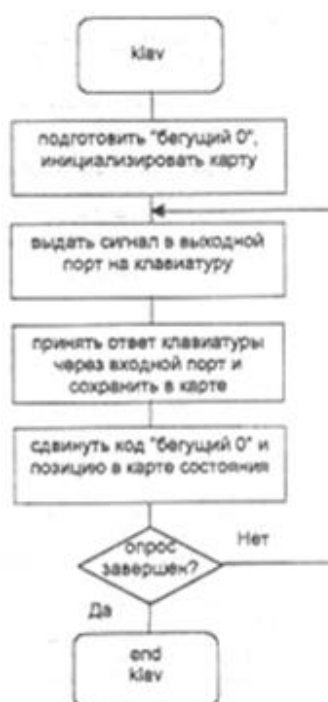 klav
подготовить "бегущий 0",
инициализировать карту
выдать сигнал в выходной
порт на клавиатуру
принять ответ клавиатуры
через входной порт и
сохранить в карте
сдвинуть код "бегущий 0" и
позицию в карте состояния
опрос
завершен?
Нет
Да
end
klav